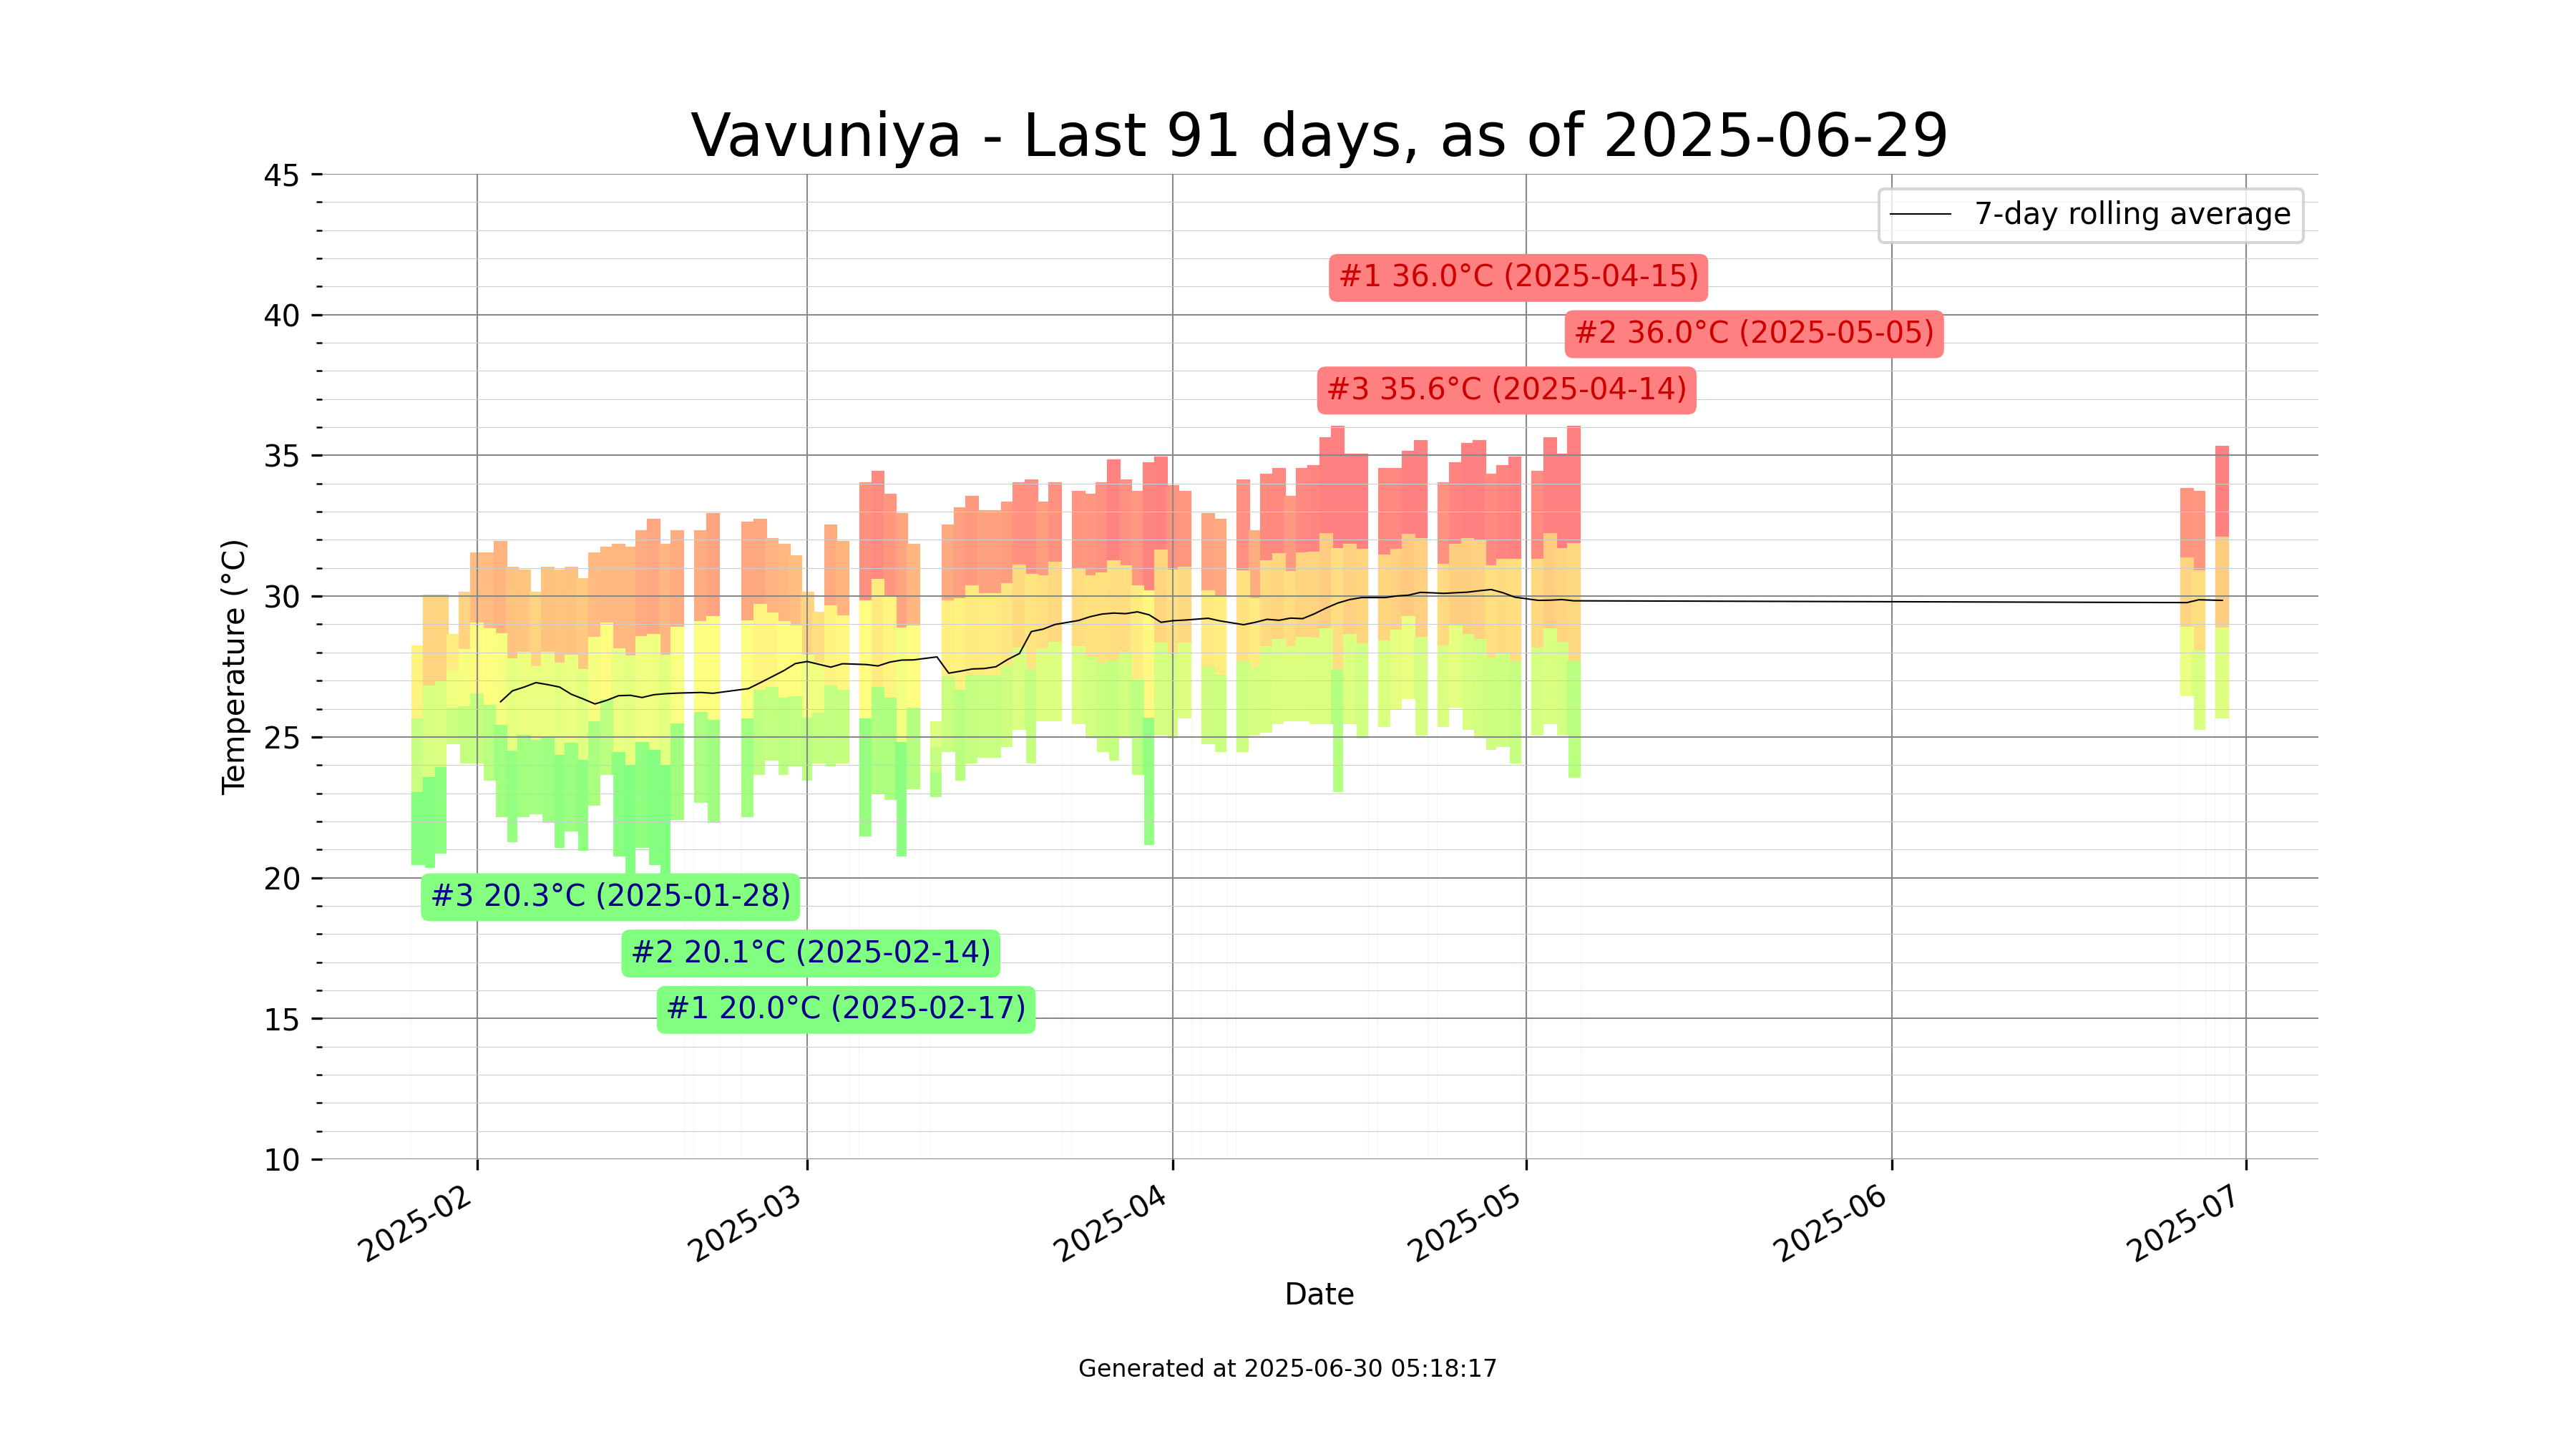 Vavuniya - Last 91 days, as of 2025-06-29
45
40
35
30
25
20
15
10
Temperature (°C)
7-day rolling average
#1 36.0°C (2025-04-15)
#2 36.0°C (2025-05-05)
#3 35.6°C (2025-04-14)
#3 20.3°C (2025-01-28)
#2 20.1°C (2025-02-14)
#1 20.0°C (2025-02-17)
2025-02
2025-03
2025-04
2025-05
2025-06
2025-07
Date
Generated at 2025-06-30 05:18:17